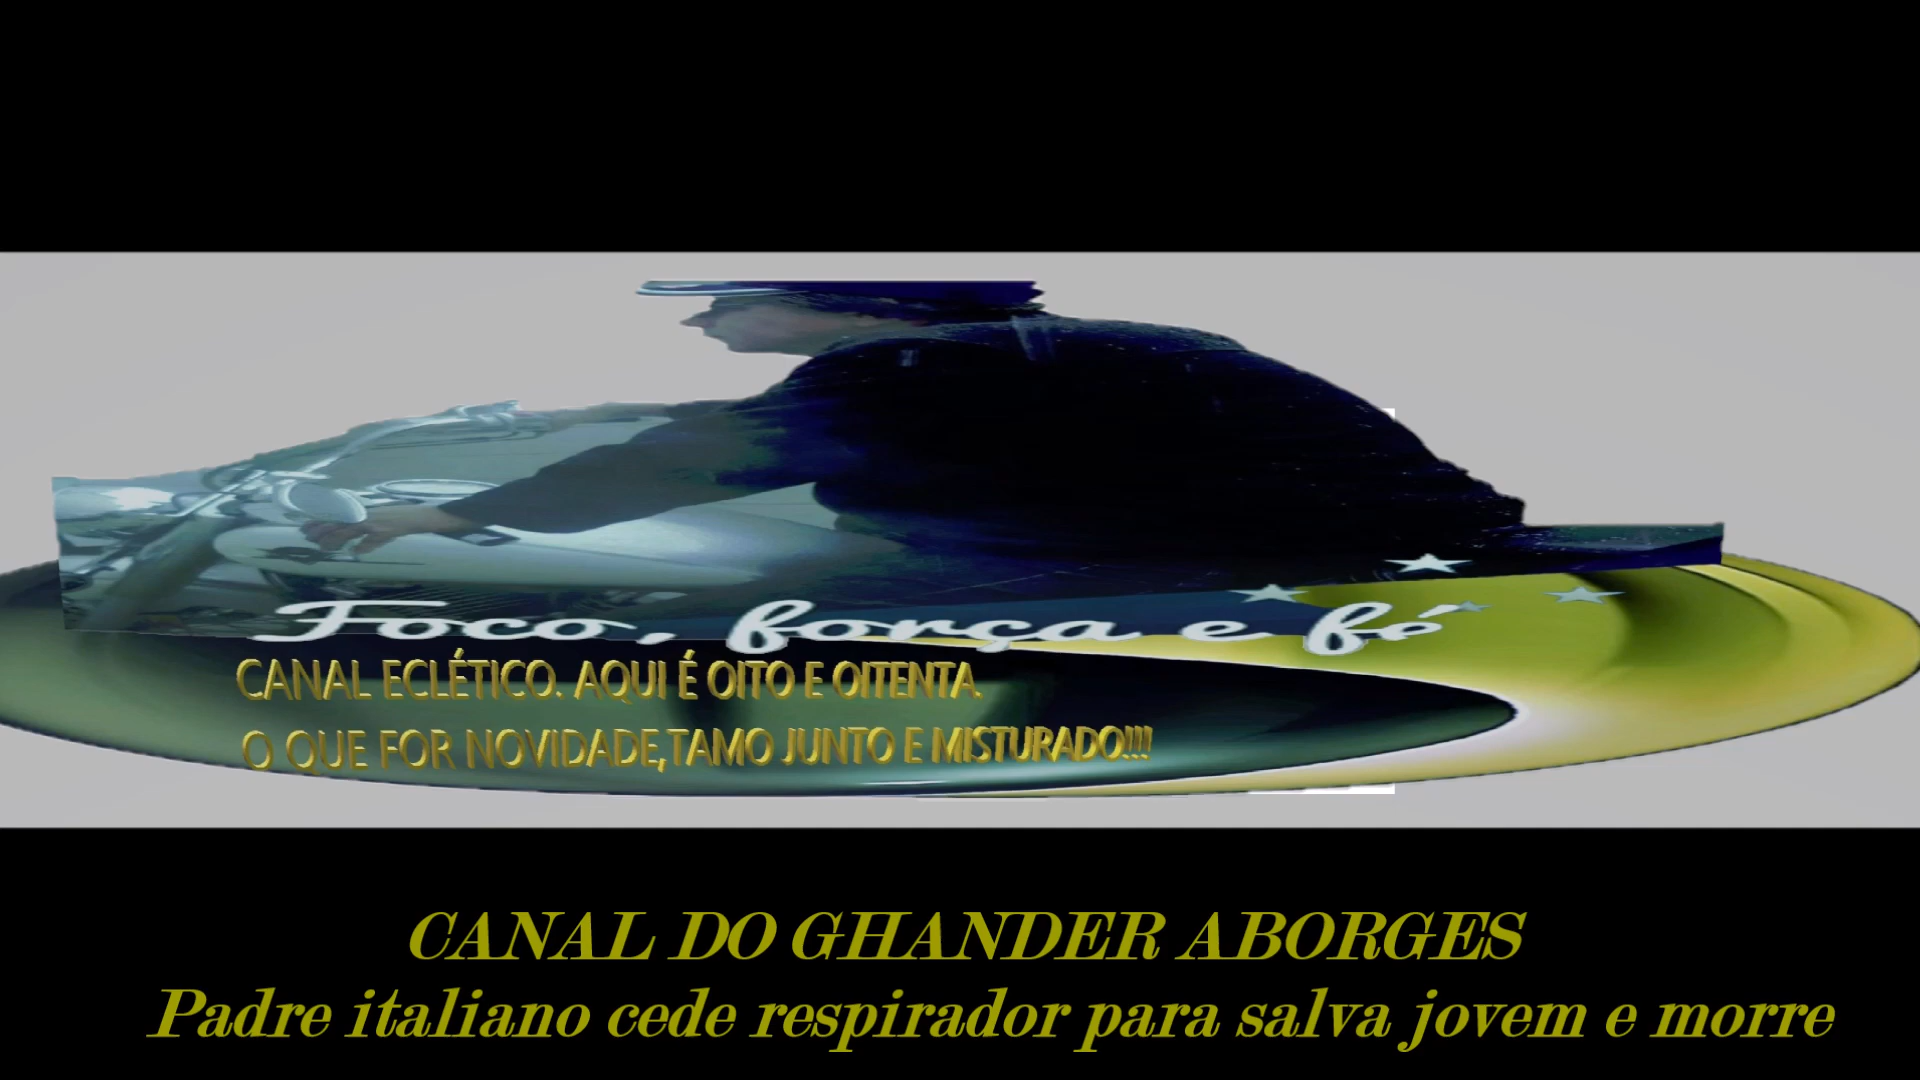 Foco, força e fé
CANAL ECLÉTICO. AQUI É OITO E OITENTA.
O QUE FOR NOVIDADE,TAMO JUNTO E MISTURADO!!!
CANAL DO GHANDER ABORGES
Padre italiano cede respirador para salva jovem e morre